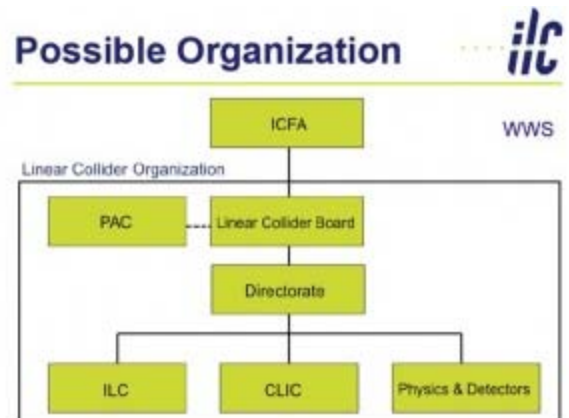 Possible Organization
ilc
ICFA
WWS
Linear Collider Organization
PAC
Linear Collider Board
Directorate
ILC
CLIC
Physics & Detectors